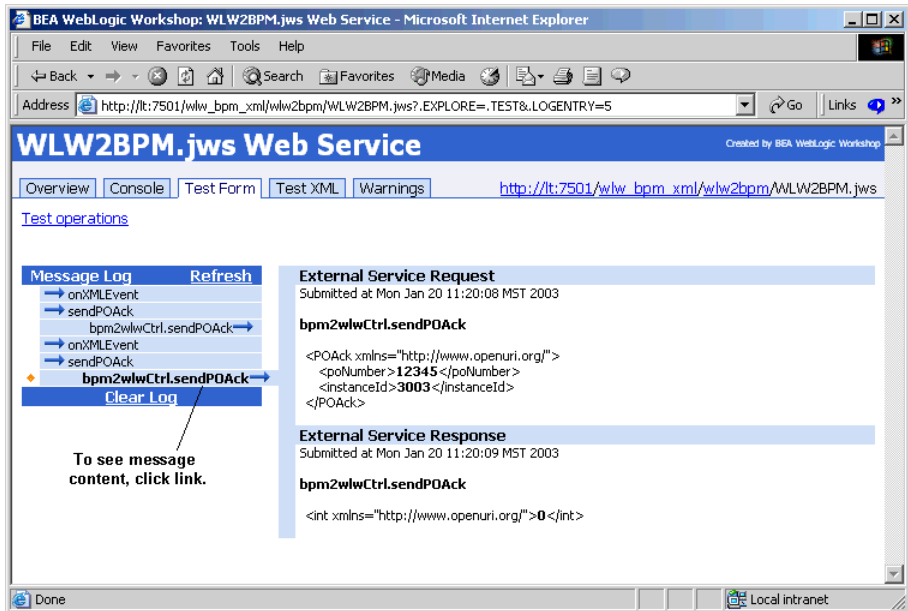 BEA WebLogic Workshop: WLW2BPM.jws Web Service - Microsoft Internet Explorer
File Edit View Favorites Tools Help
Back Search Favorites Media
Address http://lt:7501/wlw_bpm_xml/wlw2bpm/WLW2BPM.jws?.EXPLORE=.TEST&.LOGENTRY=5 Go Links »
WLW2BPM.jws Web Service Created by BEA WebLogic Workshop
Overview Console Test Form Test XML Warnings http://lt:7501/wlw_bpm_xml/wlw2bpm/WLW2BPM.jws
Test operations
Message Log Refresh
onXMLEvent
sendPOAck
bpm2wlwCtrl.sendPOAck
onXMLEvent
sendPOAck
bpm2wlwCtrl.sendPOAck
Clear Log
To see message
content, click link.
External Service Request
Submitted at Mon Jan 20 11:20:08 MST 2003
bpm2wlwCtrl.sendPOAck
<POAck xmlns="http://www.openuri.org/">
<poNumber>12345</poNumber>
<instanceId>3003</instanceId>
</POAck>
External Service Response
Submitted at Mon Jan 20 11:20:09 MST 2003
bpm2wlwCtrl.sendPOAck
<int xmlns="http://www.openuri.org/">0</int>
Done Local intranet